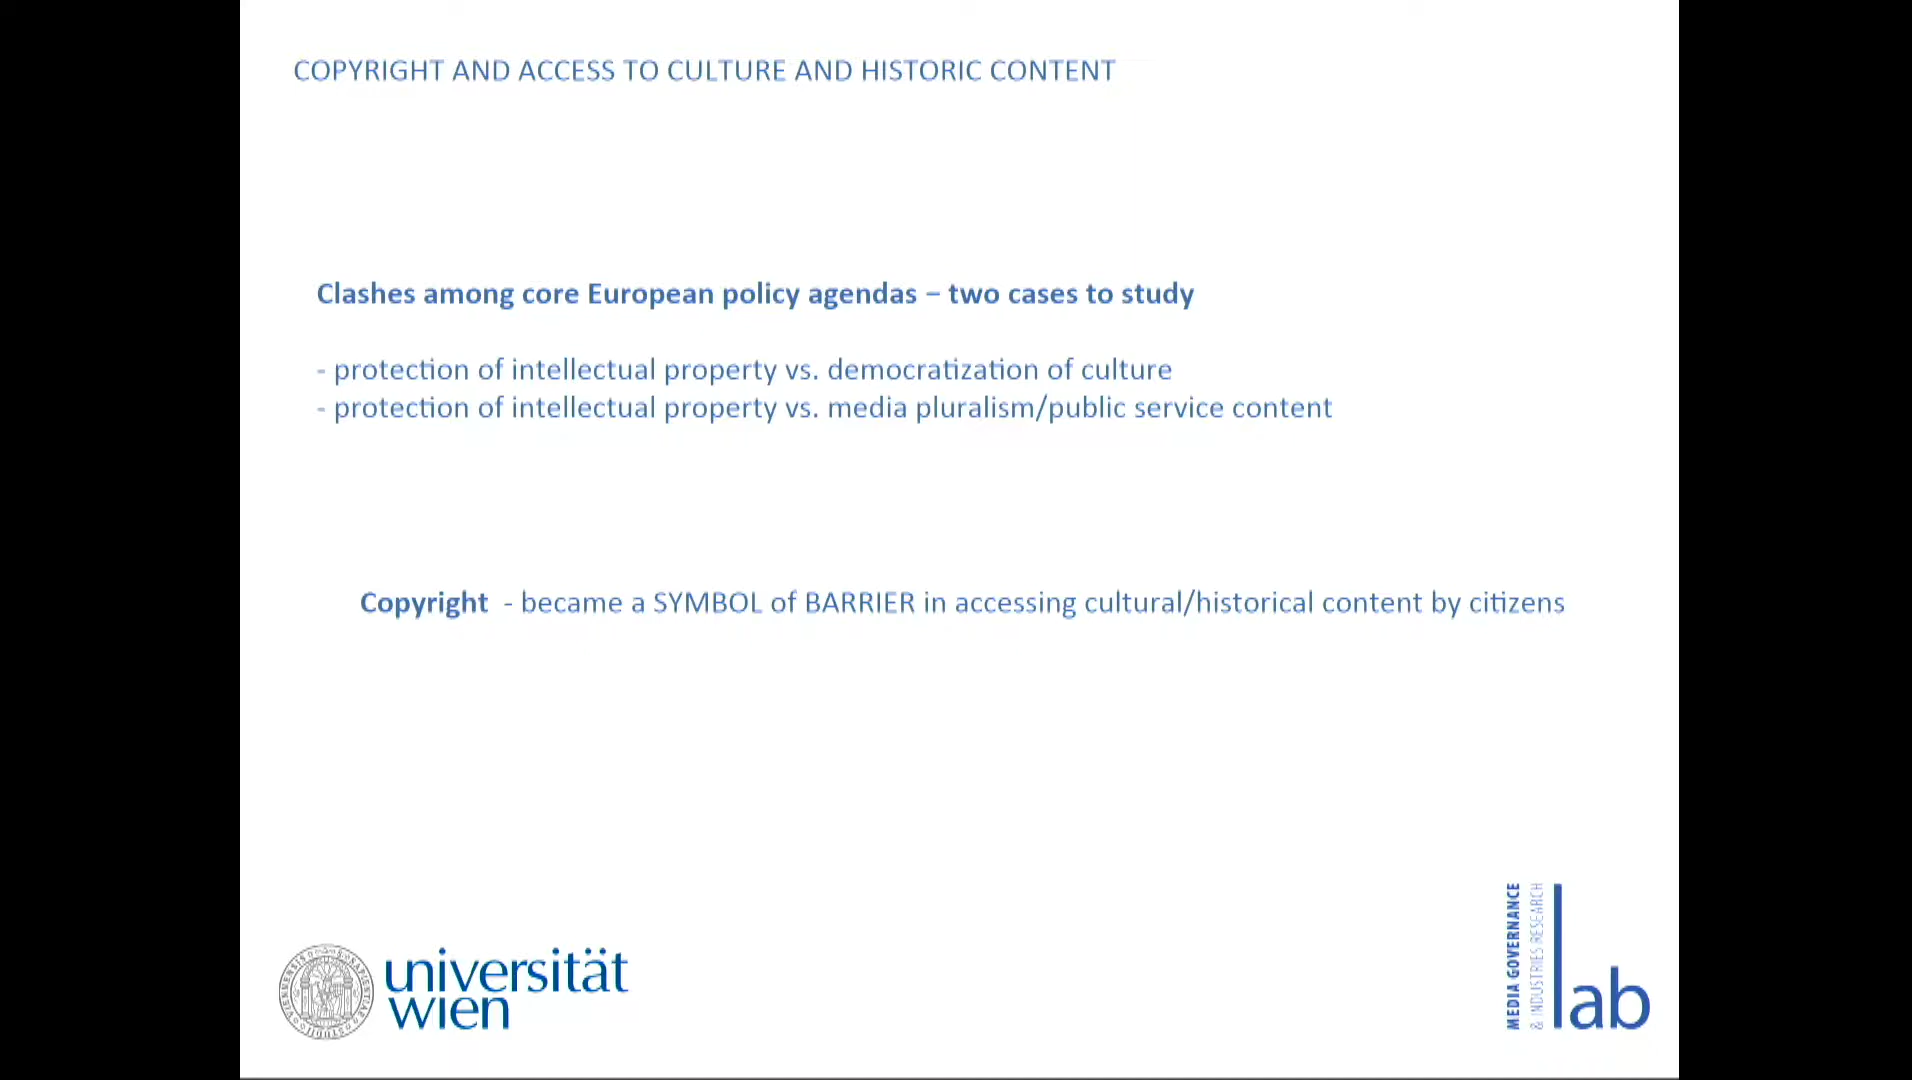 COPYRIGHT AND ACCESS TO CULTURE AND HISTORIC CONTENT
Clashes among core European policy agendas – two cases to study
- protection of intellectual property vs. democratization of culture
- protection of intellectual property vs. media pluralism/public service content
Copyright - became a SYMBOL of BARRIER in accessing cultural/historical content by citizens
universität
wien
MEDIA GOVERNANCE
& INDUSTRIES RESEARCH
lab